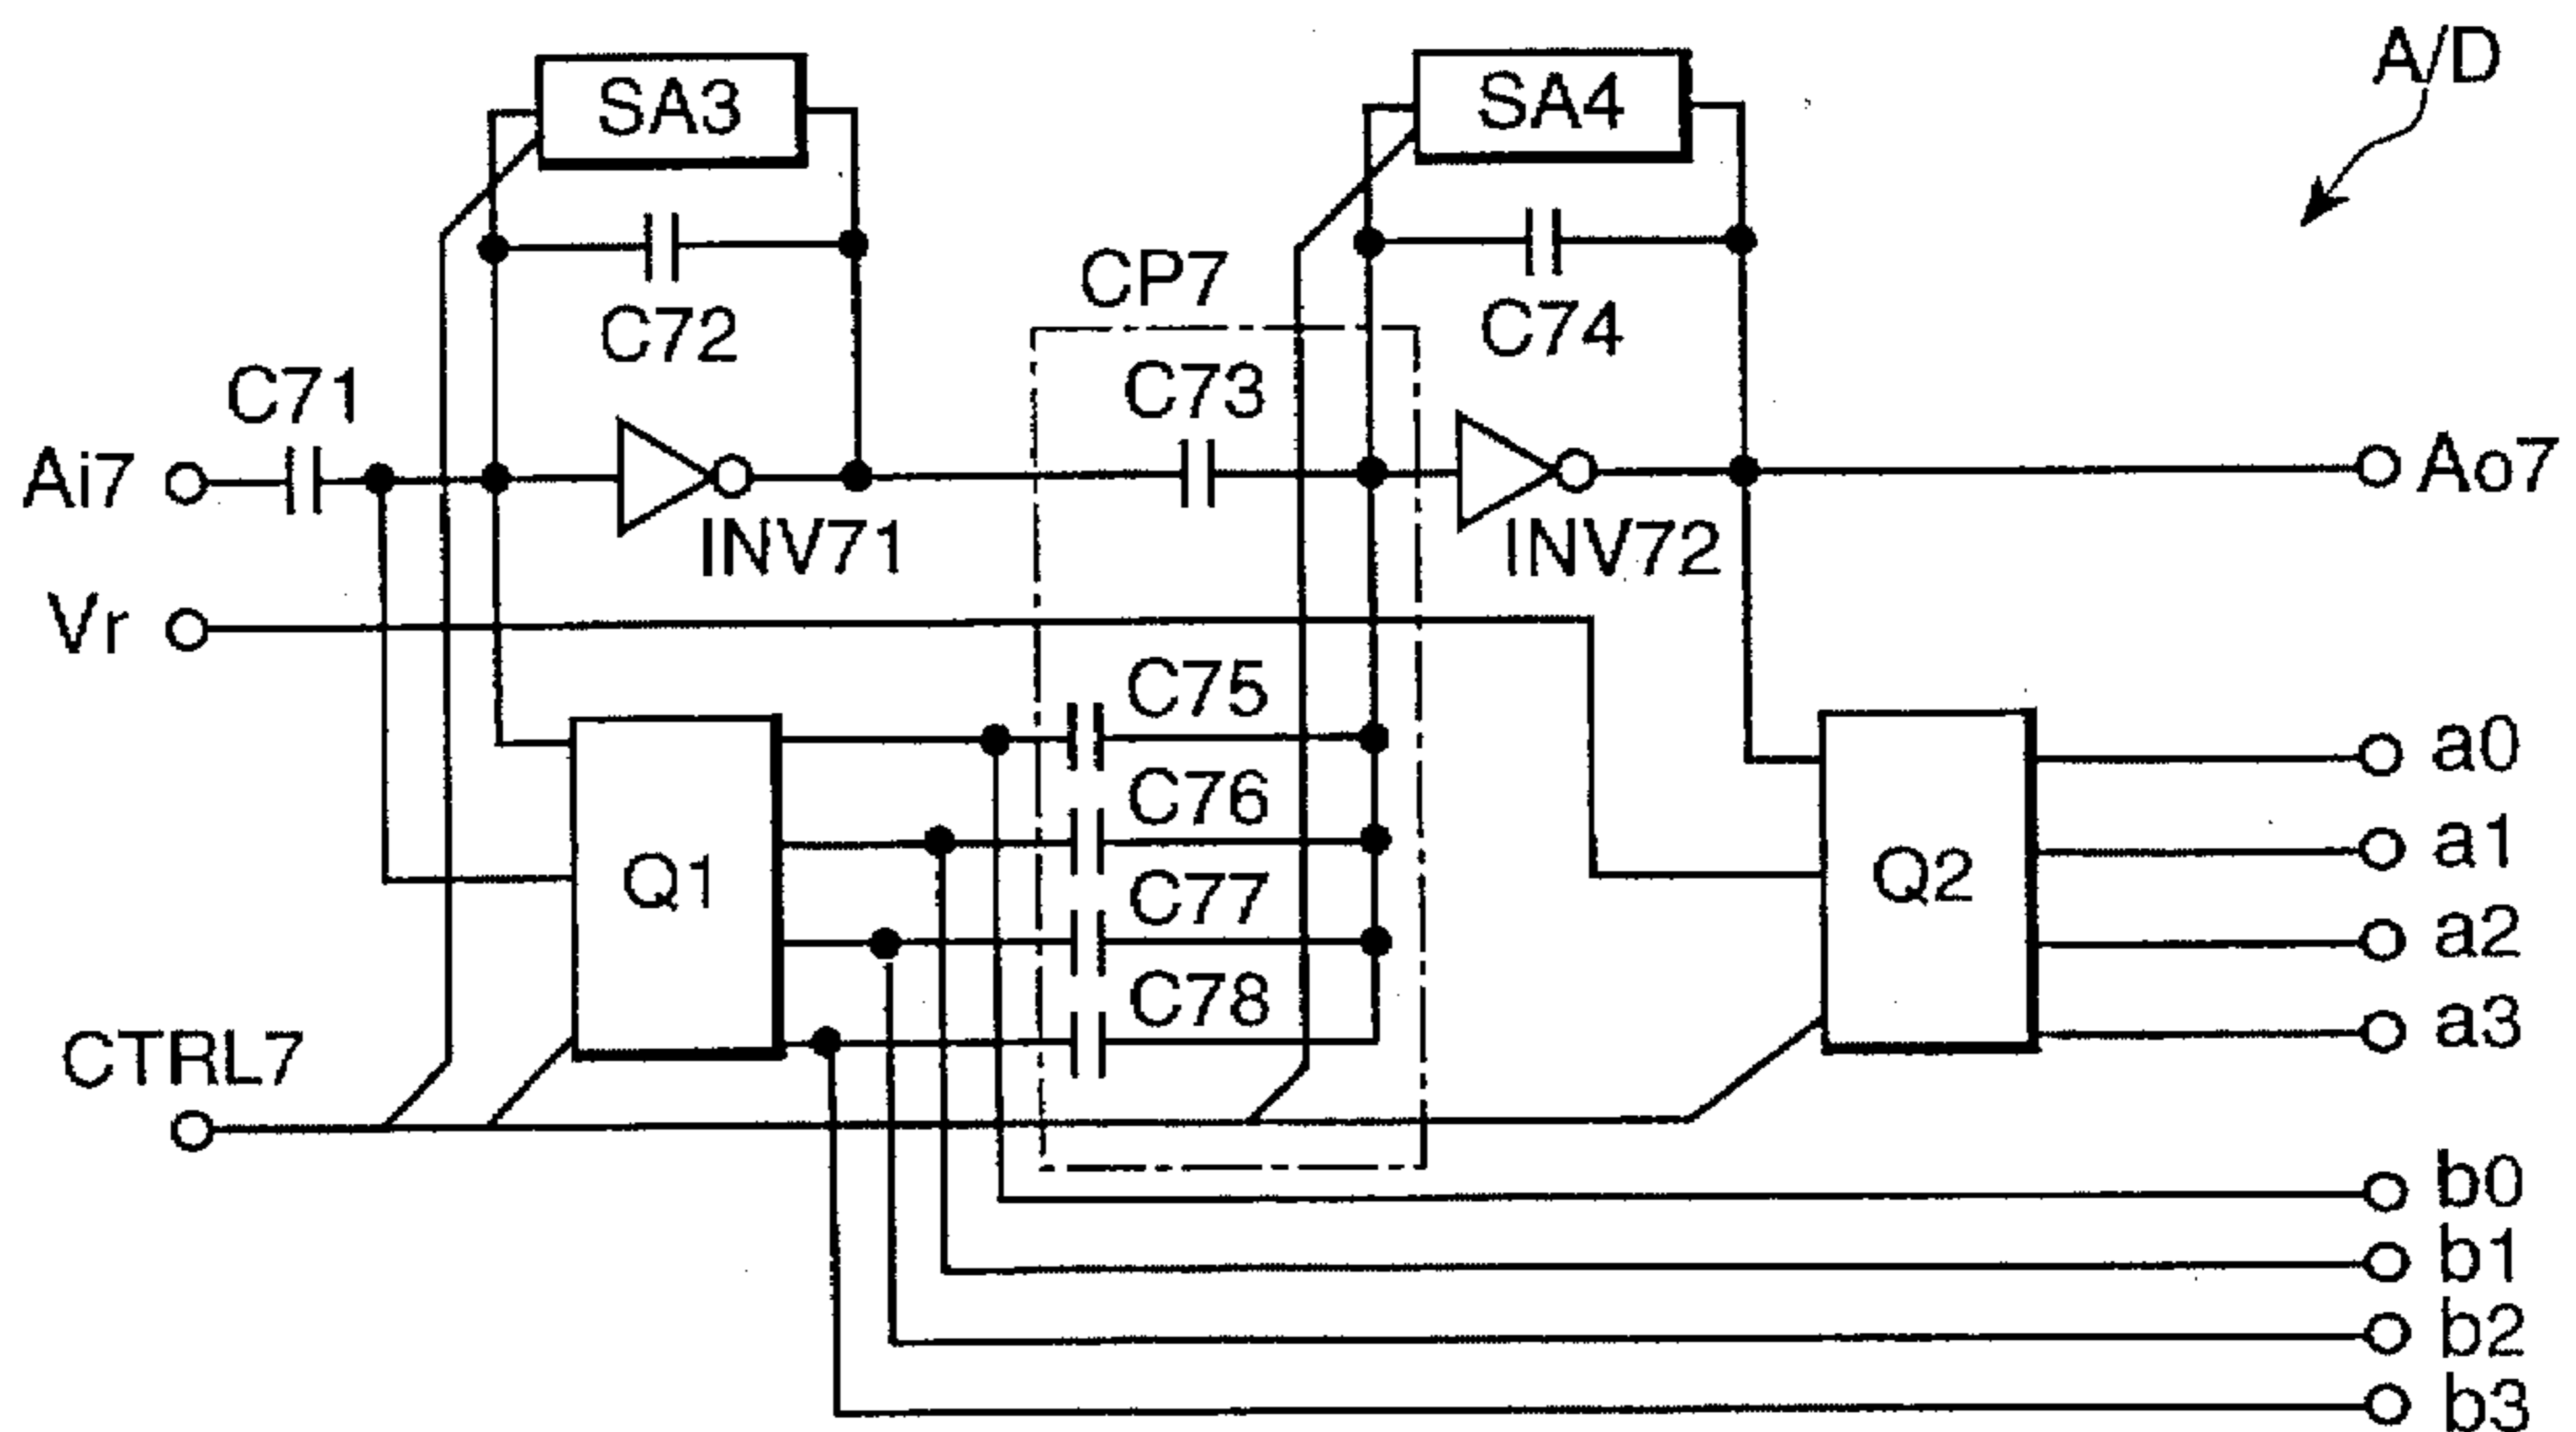 A/D
SA3
SA4
CP7
C72
C74
C71
C73
Ai7
Ao7
INV71
INV72
Vr
C75
a0
C76
a1
Q1
Q2
C77
a2
C78
a3
CTRL7
b0
b1
b2
b3